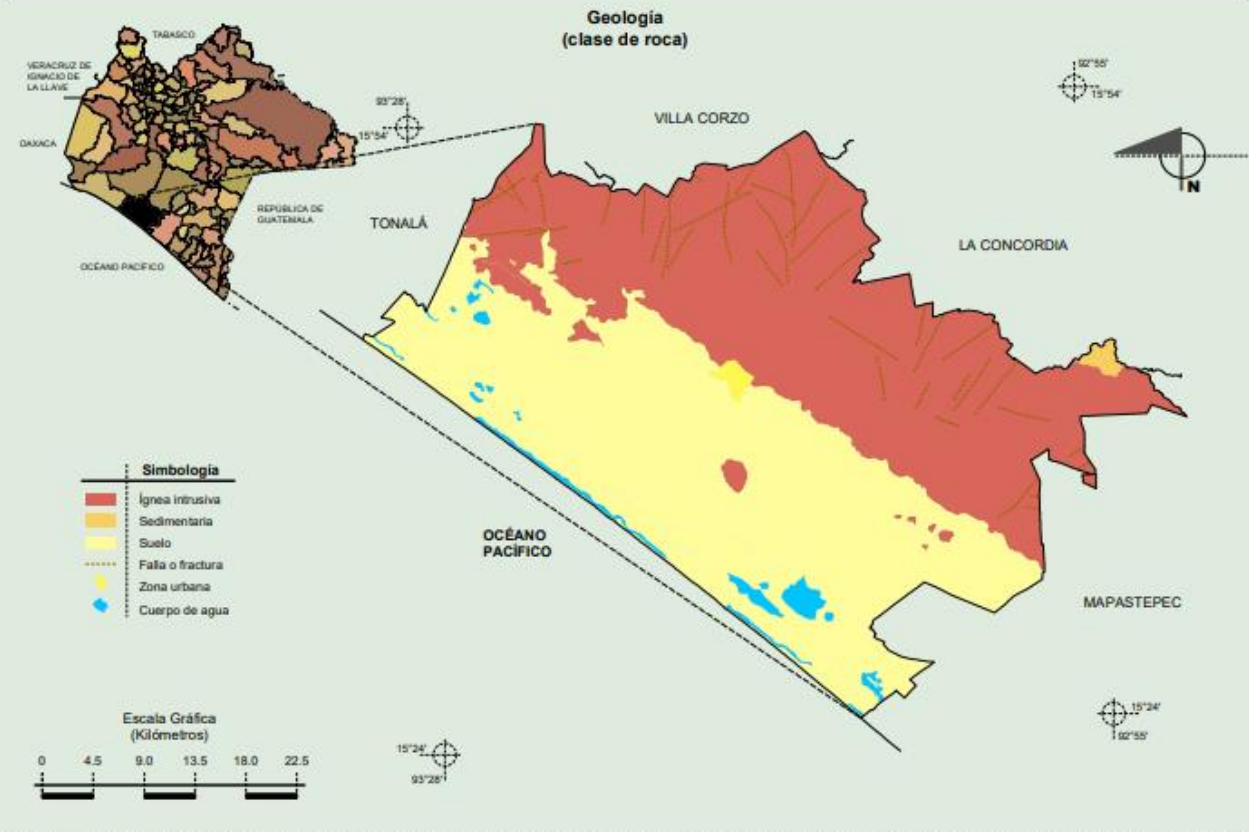 Geología
(clase de roca)
TABASCO
VERACRUZ DE
IGNACIO DE
LA LLAVE
OAXACA
REPÚBLICA DE
GUATEMALA
OCÉANO PACÍFICO
93°28'
15°54'
92°55'
15°54'
N
VILLA CORZO
TONALÁ
LA CONCORDIA
OCÉANO
PACÍFICO
MAPASTEPEC
Simbología
Ígnea intrusiva
Sedimentaria
Suelo
Falla o fractura
Zona urbana
Cuerpo de agua
Escala Gráfica
(Kilómetros)
0 4.5 9.0 13.5 18.0 22.5
15°24'
93°28'
15°24'
92°55'